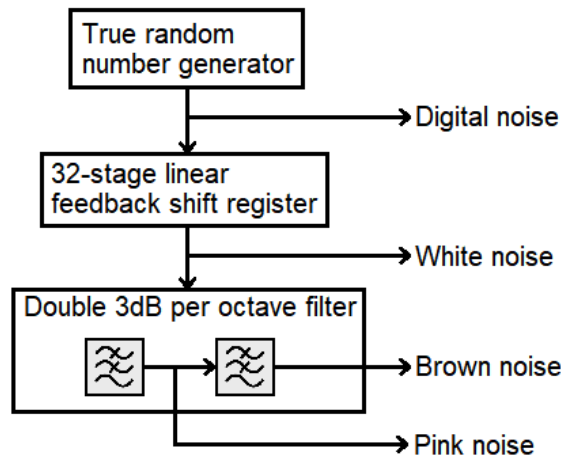 True random
number generator
Digital noise
32-stage linear
feedback shift register
White noise
Double 3dB per octave filter
Brown noise
Pink noise